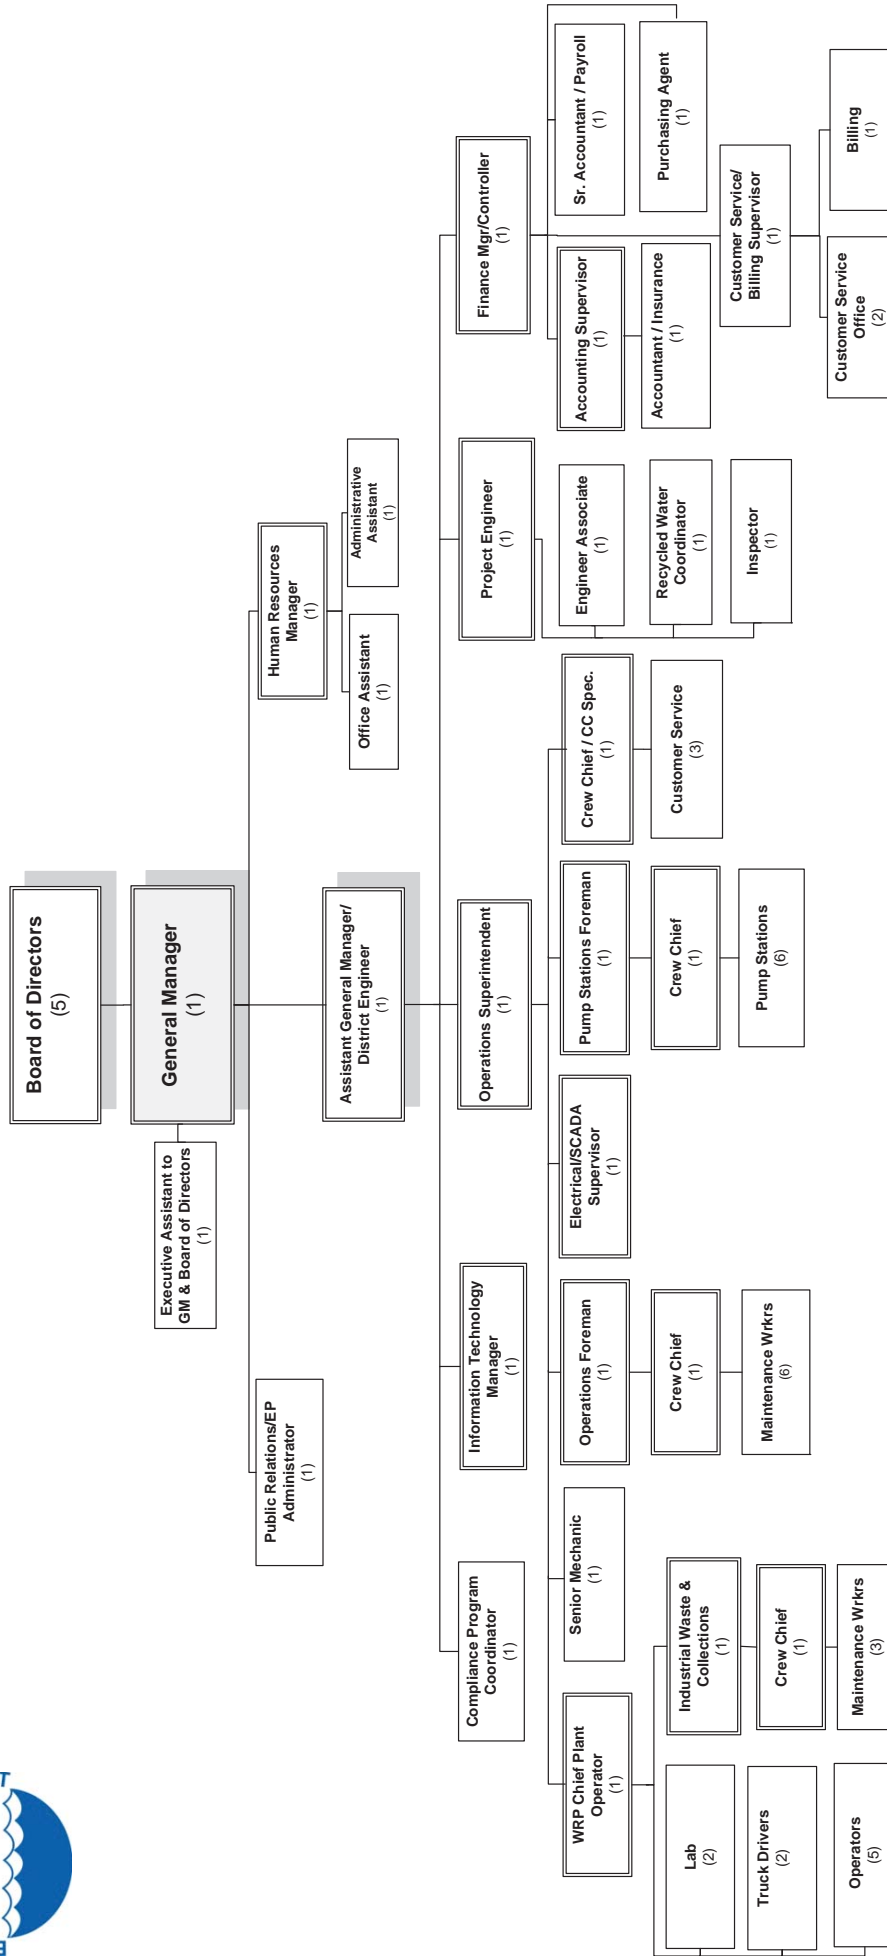 Board of Directors
(5)
General Manager
(1)
Executive Assistant to
GM & Board of Directors
(1)
Public Relations/EP
Administrator
(1)
Human Resources
Manager
(1)
Office Assistant
(1)
Administrative
Assistant
(1)
Assistant General Manager/
District Engineer
(1)
Compliance Program
Coordinator
(1)
Information Technology
Manager
(1)
Operations Superintendent
(1)
Project Engineer
(1)
Finance Mgr/Controller
(1)
WRP Chief Plant
Operator
(1)
Senior Mechanic
(1)
Operations Foreman
(1)
Electrical/SCADA
Supervisor
(1)
Pump Stations Foreman
(1)
Crew Chief / CC Spec.
(1)
Engineer Associate
(1)
Accounting Supervisor
(1)
Sr. Accountant / Payroll
(1)
Lab
(2)
Industrial Waste &
Collections
(1)
Crew Chief
(1)
Crew Chief
(1)
Customer Service
(3)
Recycled Water
Coordinator
(1)
Accountant / Insurance
(1)
Purchasing Agent
(1)
Truck Drivers
(2)
Crew Chief
(1)
Maintenance Wrkrs
(6)
Pump Stations
(6)
Inspector
(1)
Customer Service/
Billing Supervisor
(1)
Operators
(5)
Maintenance Wrkrs
(3)
Customer Service
Office
(2)
Billing
(1)